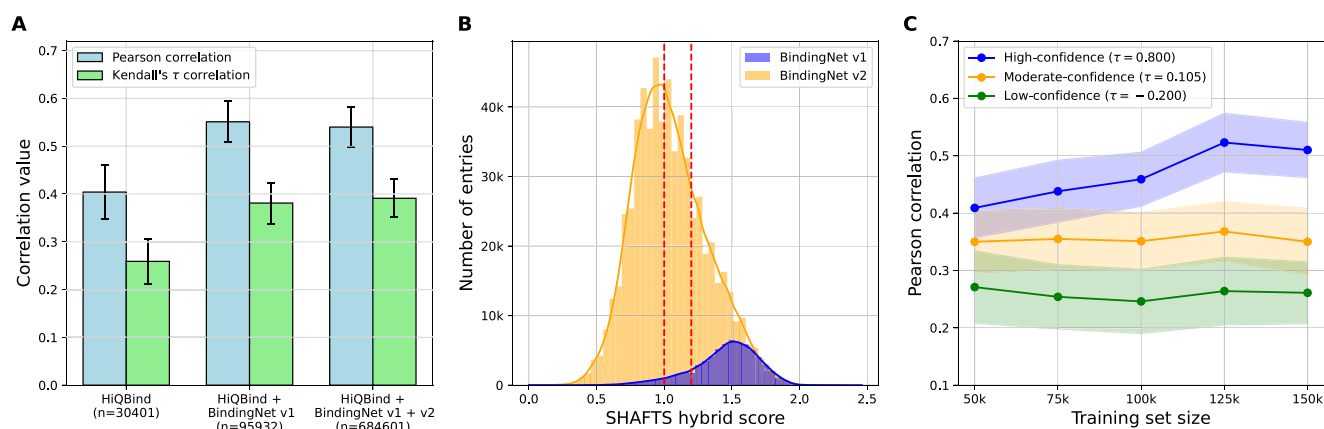 A
Correlation value
0.7
0.6
0.5
0.4
0.3
0.2
0.1
0.0
Pearson correlation
Kendall's τ correlation
HiQBind
(n=30401)
HiQBind +
BindingNet v1
(n=95932)
HiQBind +
BindingNet v1 + v2
(n=684601)
B
Number of entries
40k
30k
20k
10k
0
BindingNet v1
BindingNet v2
0.0 0.5 1.0 1.5 2.0 2.5
SHAFTS hybrid score
C
Pearson correlation
0.7
0.6
0.5
0.4
0.3
0.2
0.1
High-confidence (τ = 0.800)
Moderate-confidence (τ = 0.105)
Low-confidence (τ = −0.200)
50k 75k 100k 125k 150k
Training set size